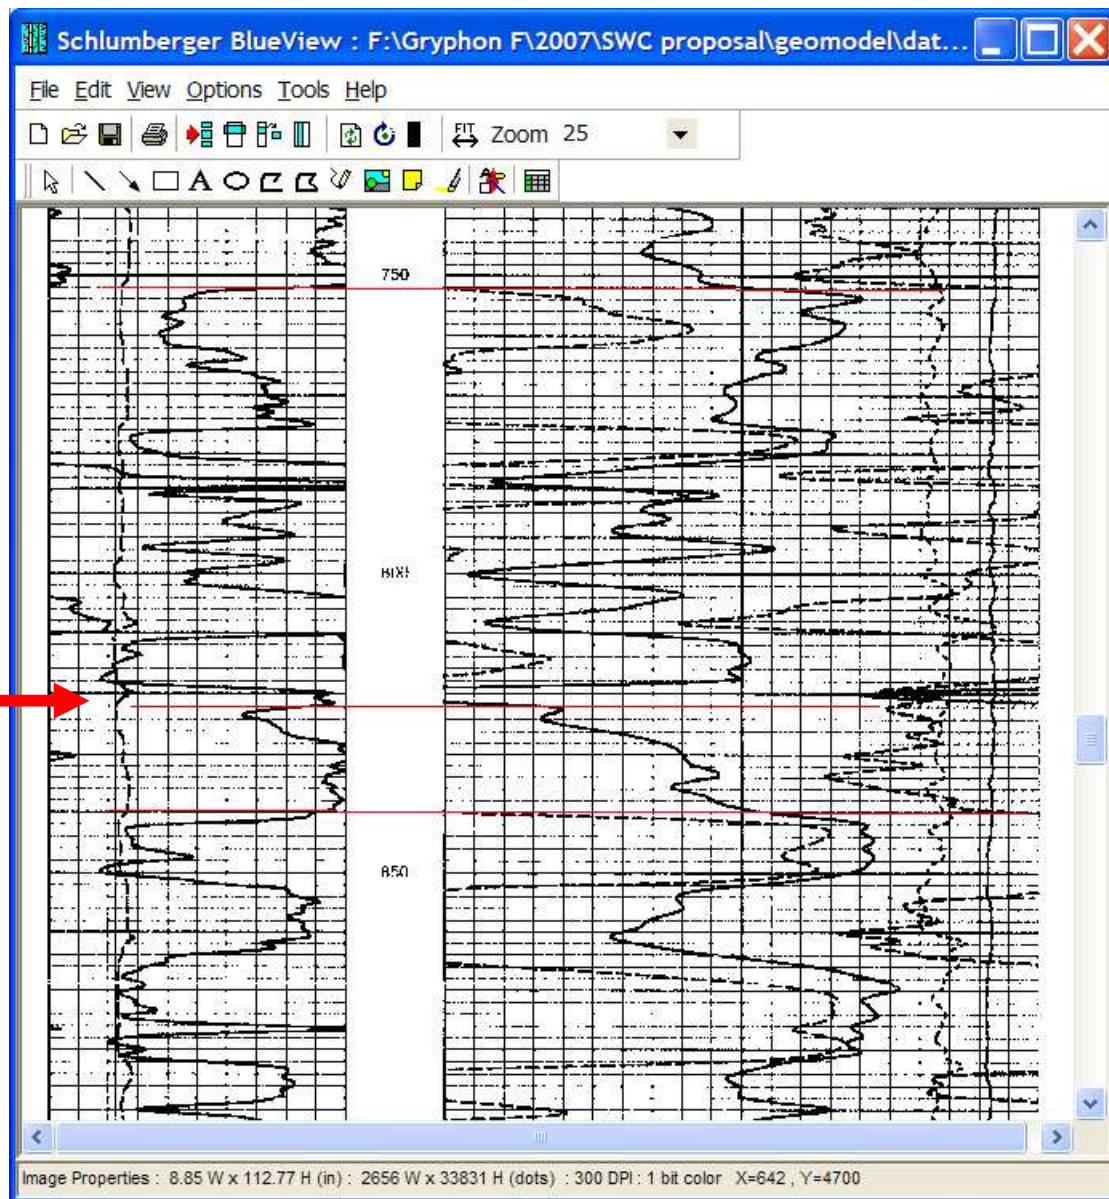 Schlumberger BlueView : F:\Gryphon F\2007\SWC proposal\geomodel\dat...
File Edit View Options Tools Help
FIT Zoom 25
A
750
850
Image Properties : 8.85 W x 112.77 H (in) : 2656 W x 33831 H (dots) : 300 DPI : 1 bit color X=642 , Y=4700